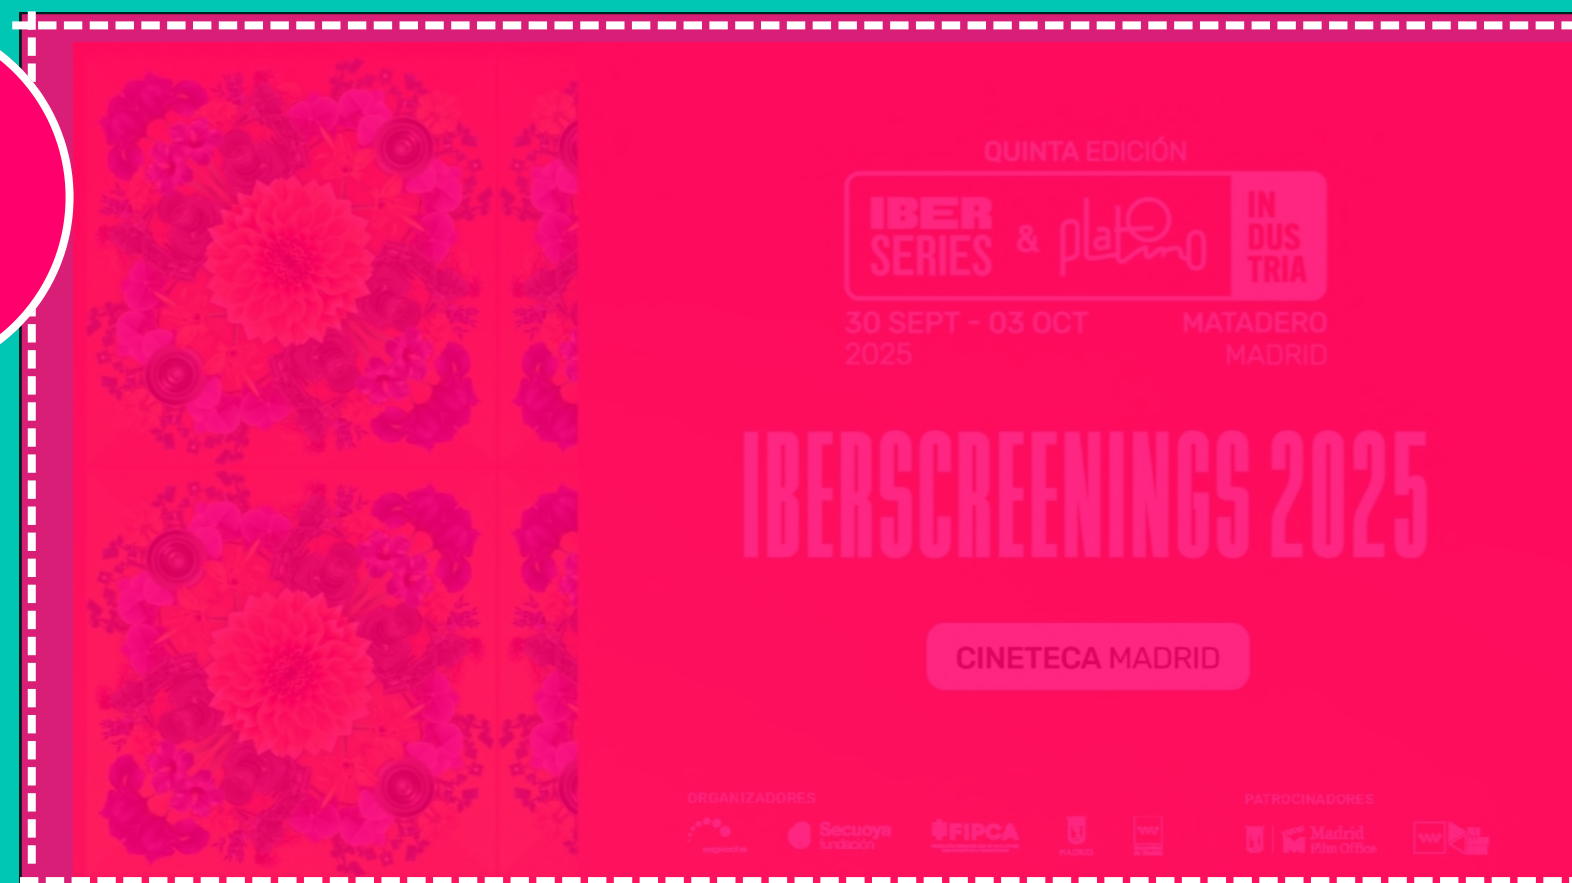 QUINTA EDICIÓN
IBER
SERIES
&
platino
IN
DUS
TRIA
30 SEPT - 03 OCT
2025
MATADERO
MADRID
IBERSCREENINGS 2025
CINETECA MADRID
ORGANIZADORES
PATROCINADORES
Secuoya
fundación
FIPCA
MADRID
Madrid
Film Office